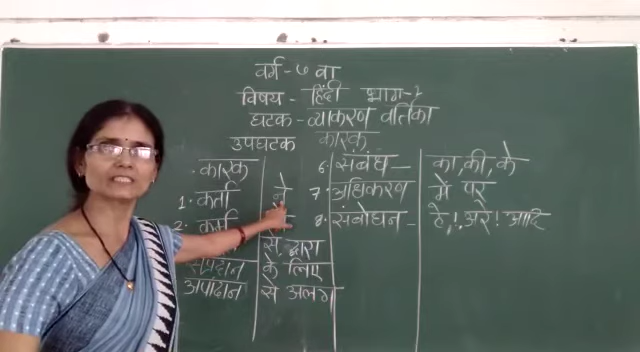 वर्ग - ७ वा
विषय - हिंदी भाग-२
घटक - व्याकरण वर्तिका
उपघटक कारक
कारक
1. कर्ता ने
2. कर्म
से, द्वारा
संप्रदान के लिए
अपादान से अलग
6. संबंध - का, की, के
7. अधिकरण में पर
8. संबोधन - हे! अरे! आदि